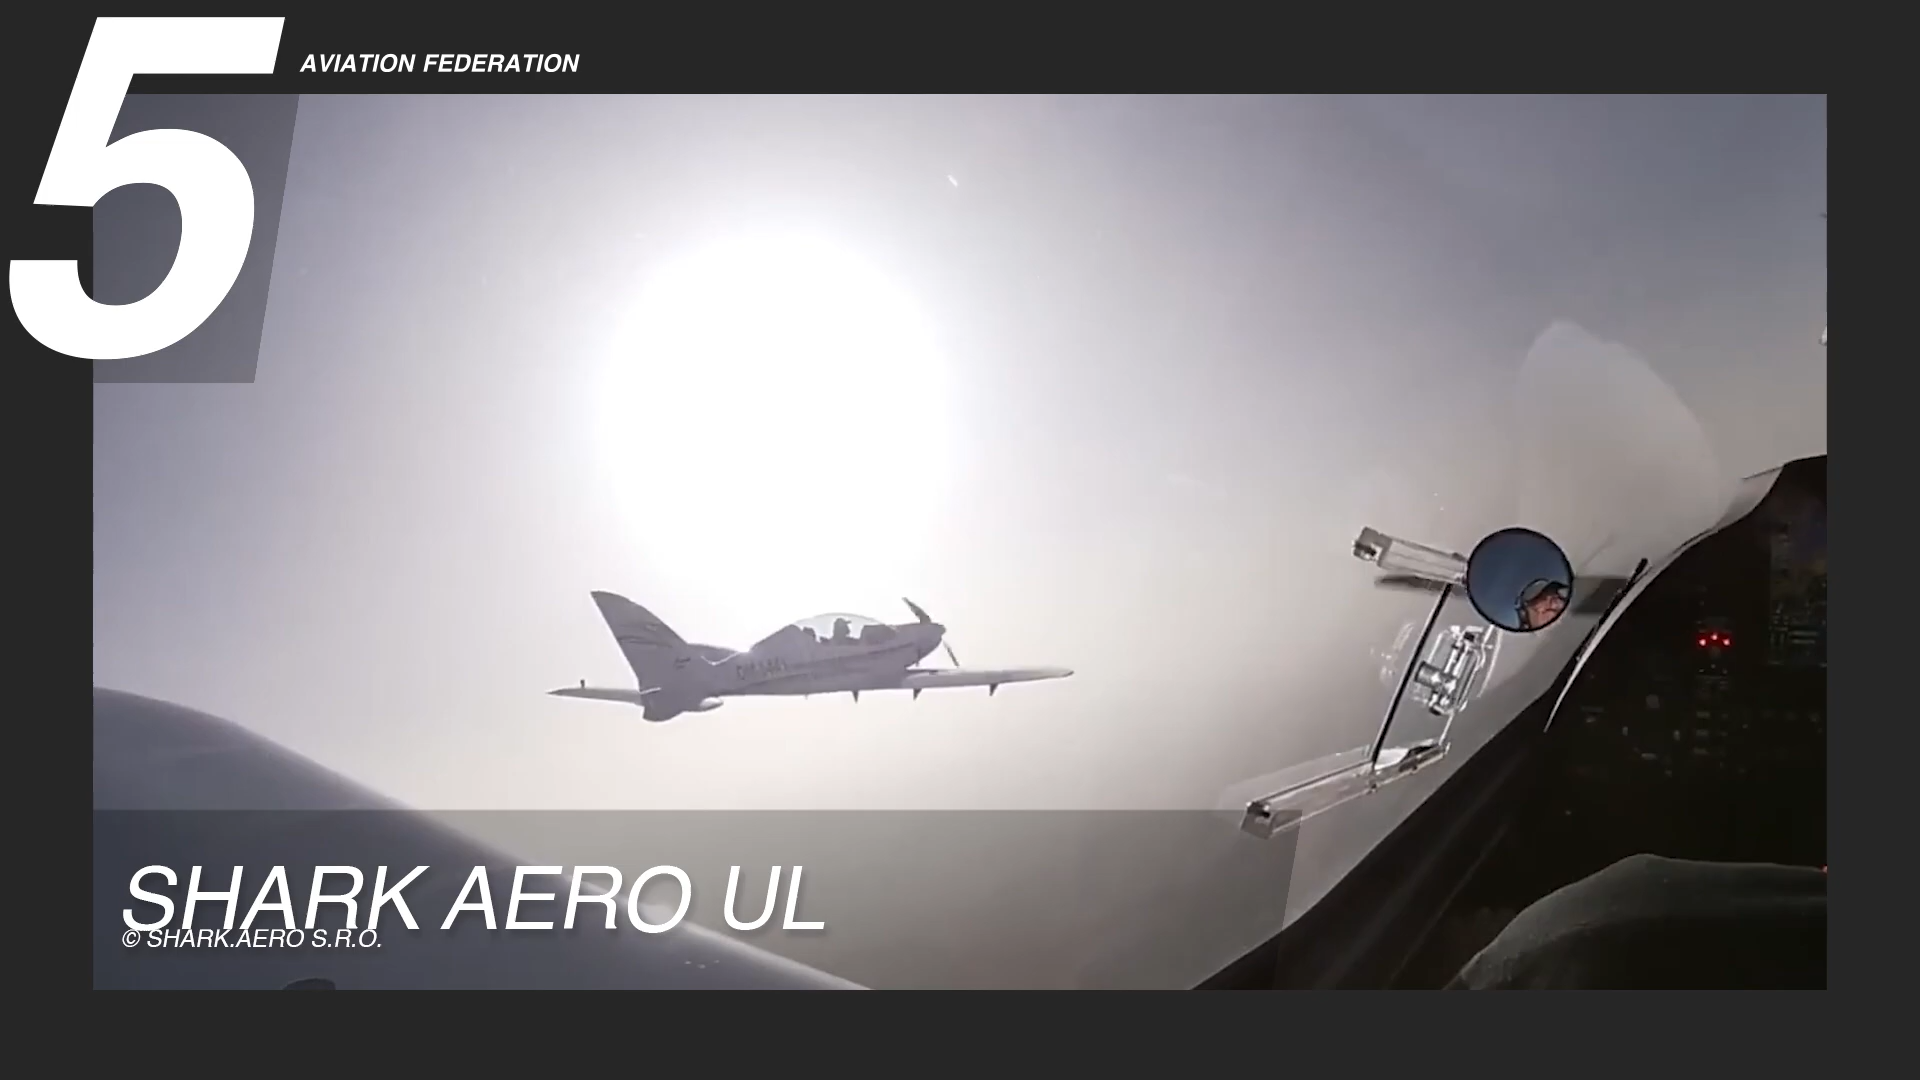 5
AVIATION FEDERATION
SHARK AERO UL
© SHARK.AERO S.R.O.